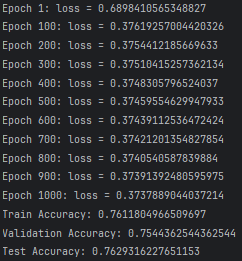 Epoch 1: loss = 0.6898410565348827
Epoch 100: loss = 0.37619257004420326
Epoch 200: loss = 0.3754412185669633
Epoch 300: loss = 0.37510415257362134
Epoch 400: loss = 0.3748305796524037
Epoch 500: loss = 0.37459554629947933
Epoch 600: loss = 0.37439112536472424
Epoch 700: loss = 0.37421201354827854
Epoch 800: loss = 0.3740540587839884
Epoch 900: loss = 0.37391392480595975
Epoch 1000: loss = 0.3737889044037214
Train Accuracy: 0.7611804966509697
Validation Accuracy: 0.7544362544362544
Test Accuracy: 0.7629316227651153